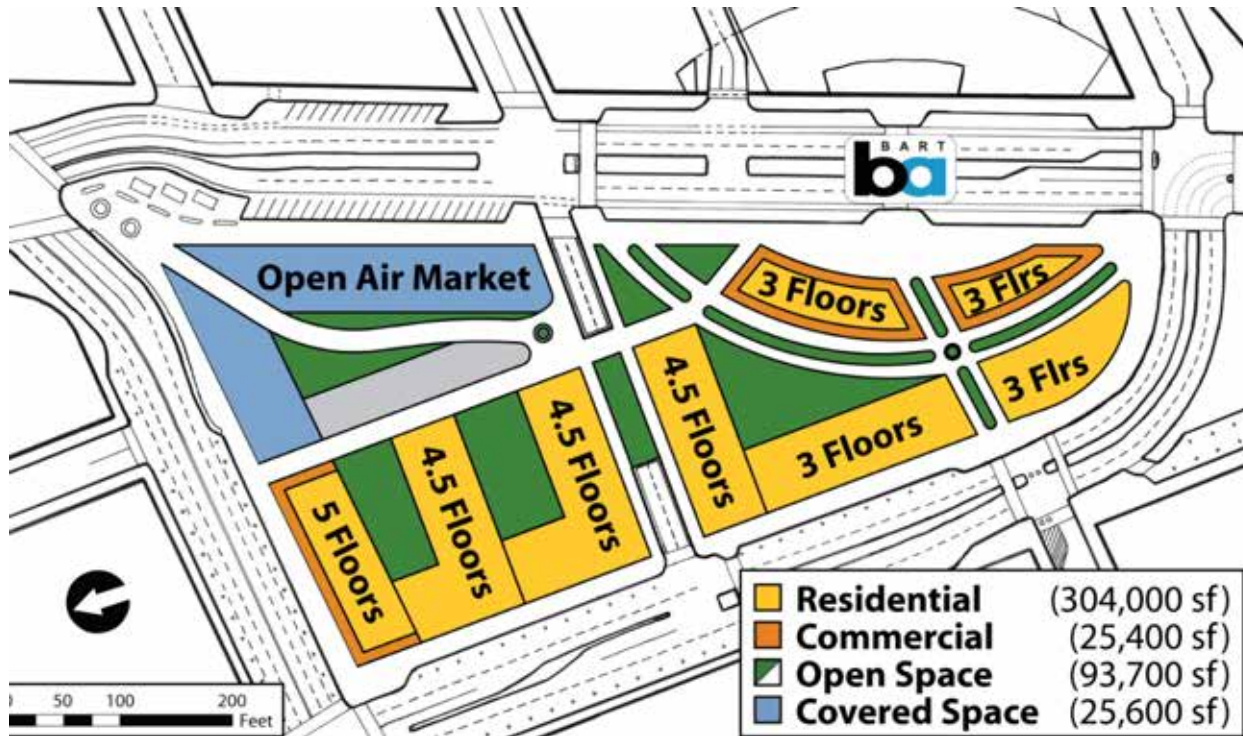 BART
ba
Open Air Market
3 Floors
3 Flrs
3 Flrs
4.5 Floors
3 Floors
4.5 Floors
4.5 Floors
5 Floors
Residential (304,000 sf)
Commercial (25,400 sf)
Open Space (93,700 sf)
Covered Space (25,600 sf)
0 50 100 200
Feet